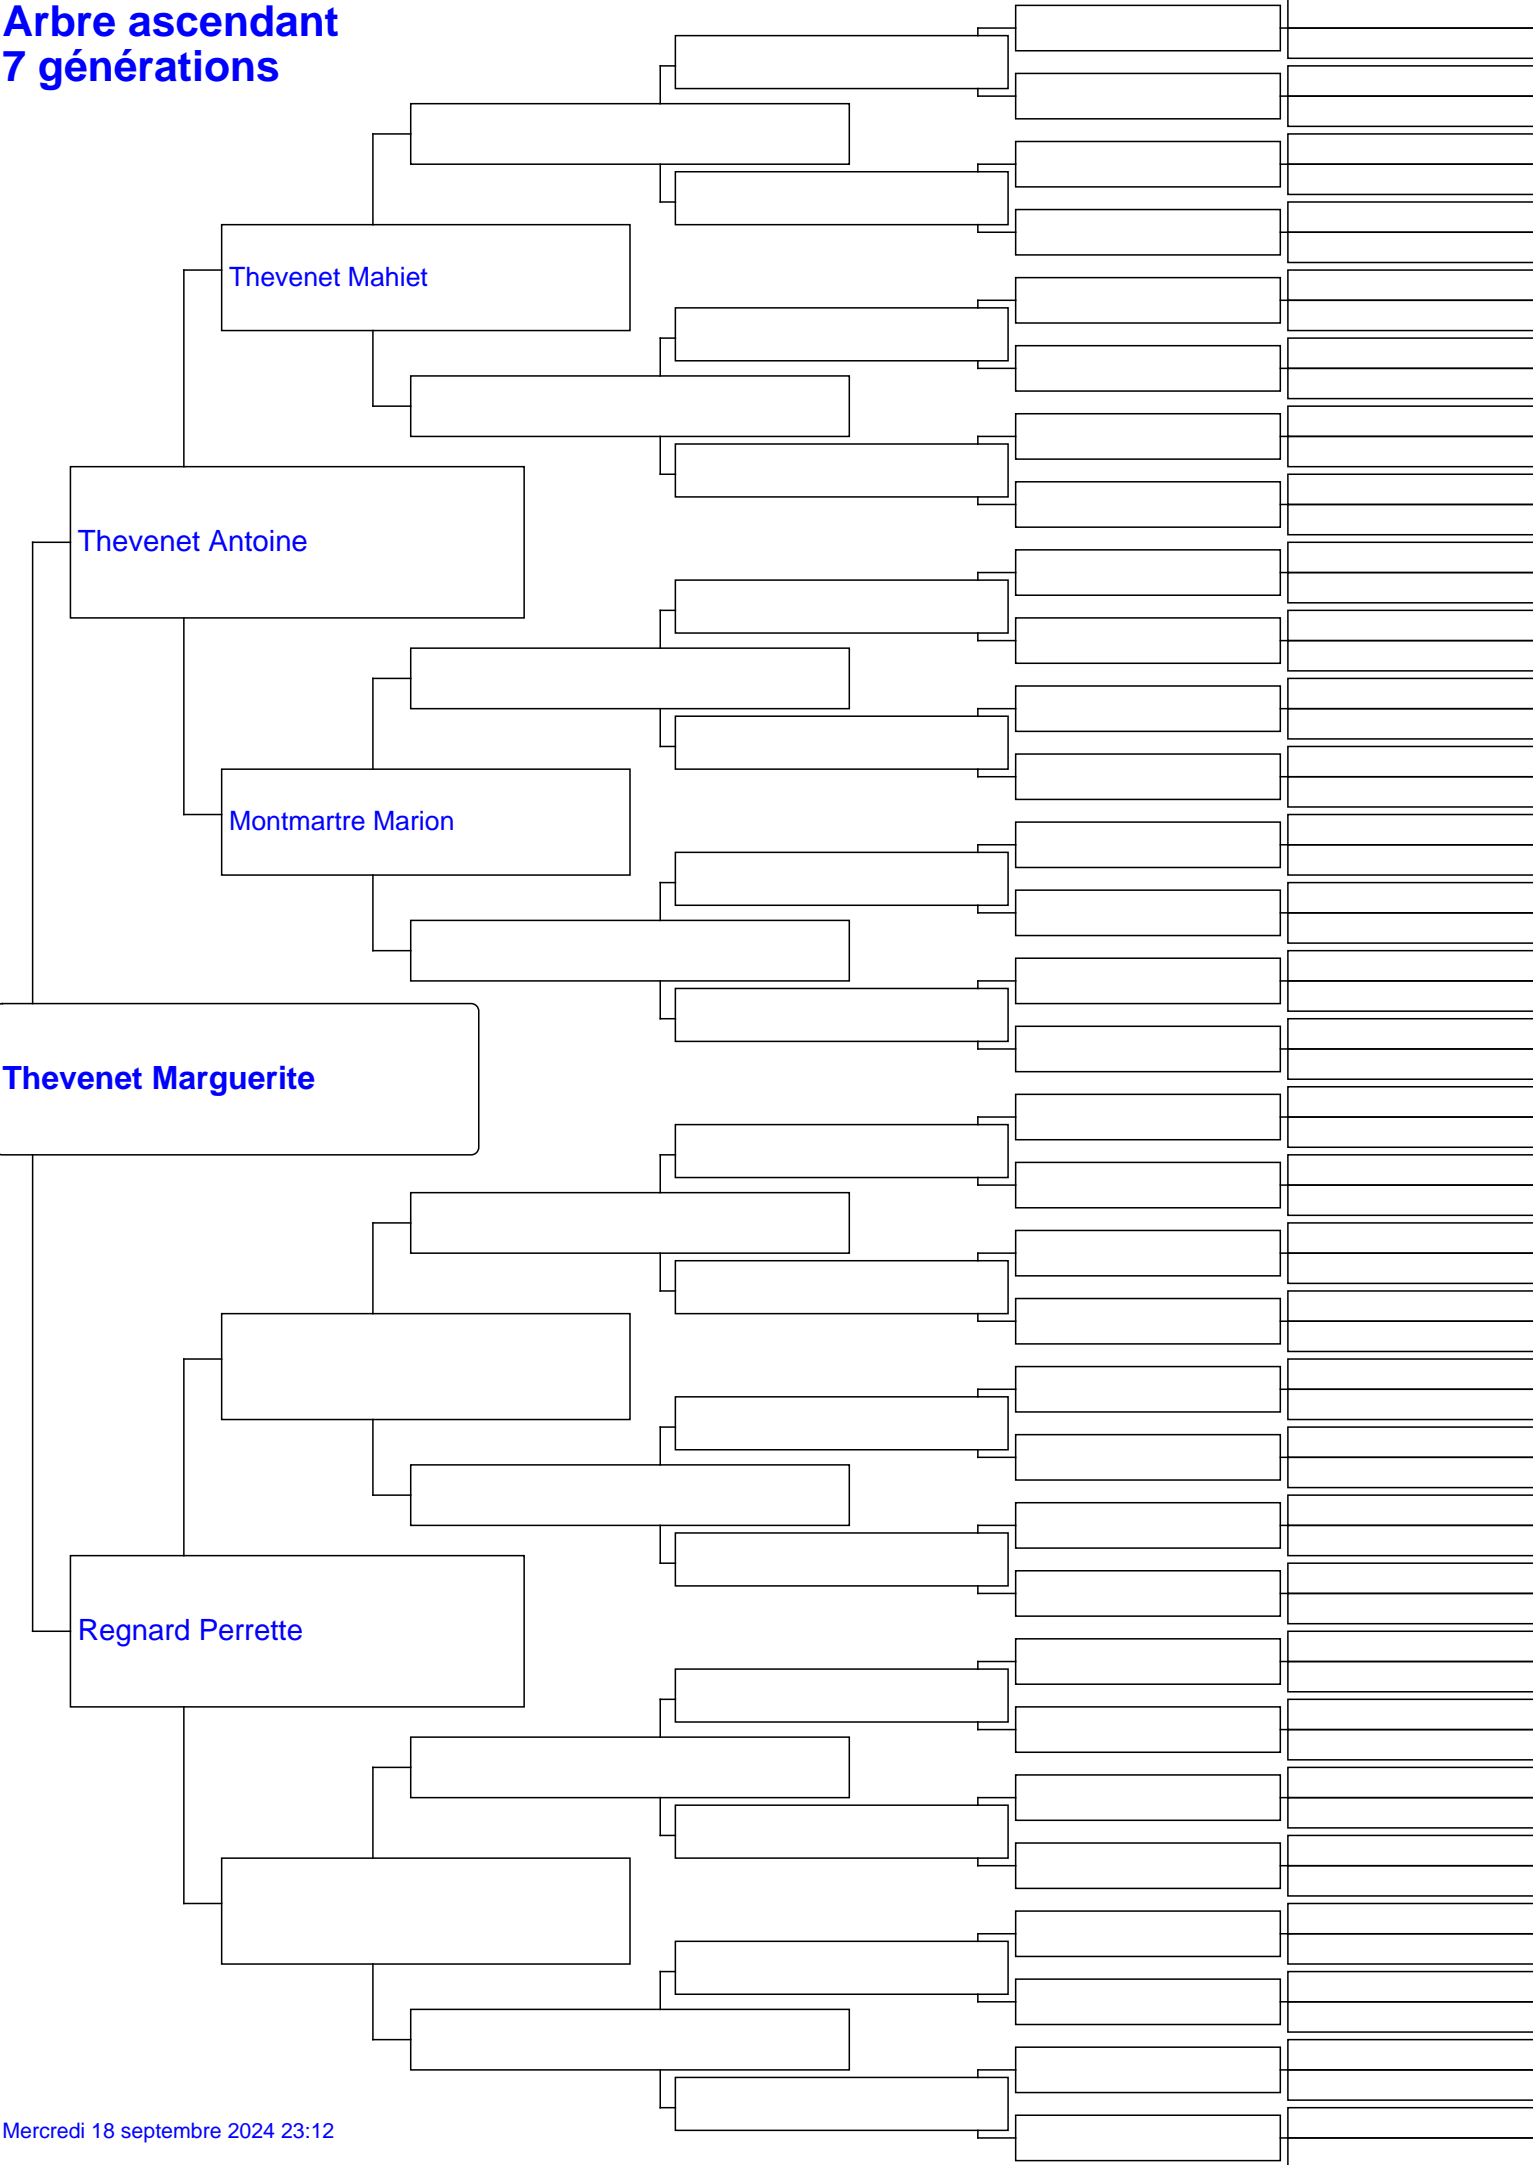 Arbre ascendant
7 générations
Thevenet Mahiet
Thevenet Antoine
Montmartre Marion
Thevenet Marguerite
Regnard Perrette
Mercredi 18 septembre 2024 23:12